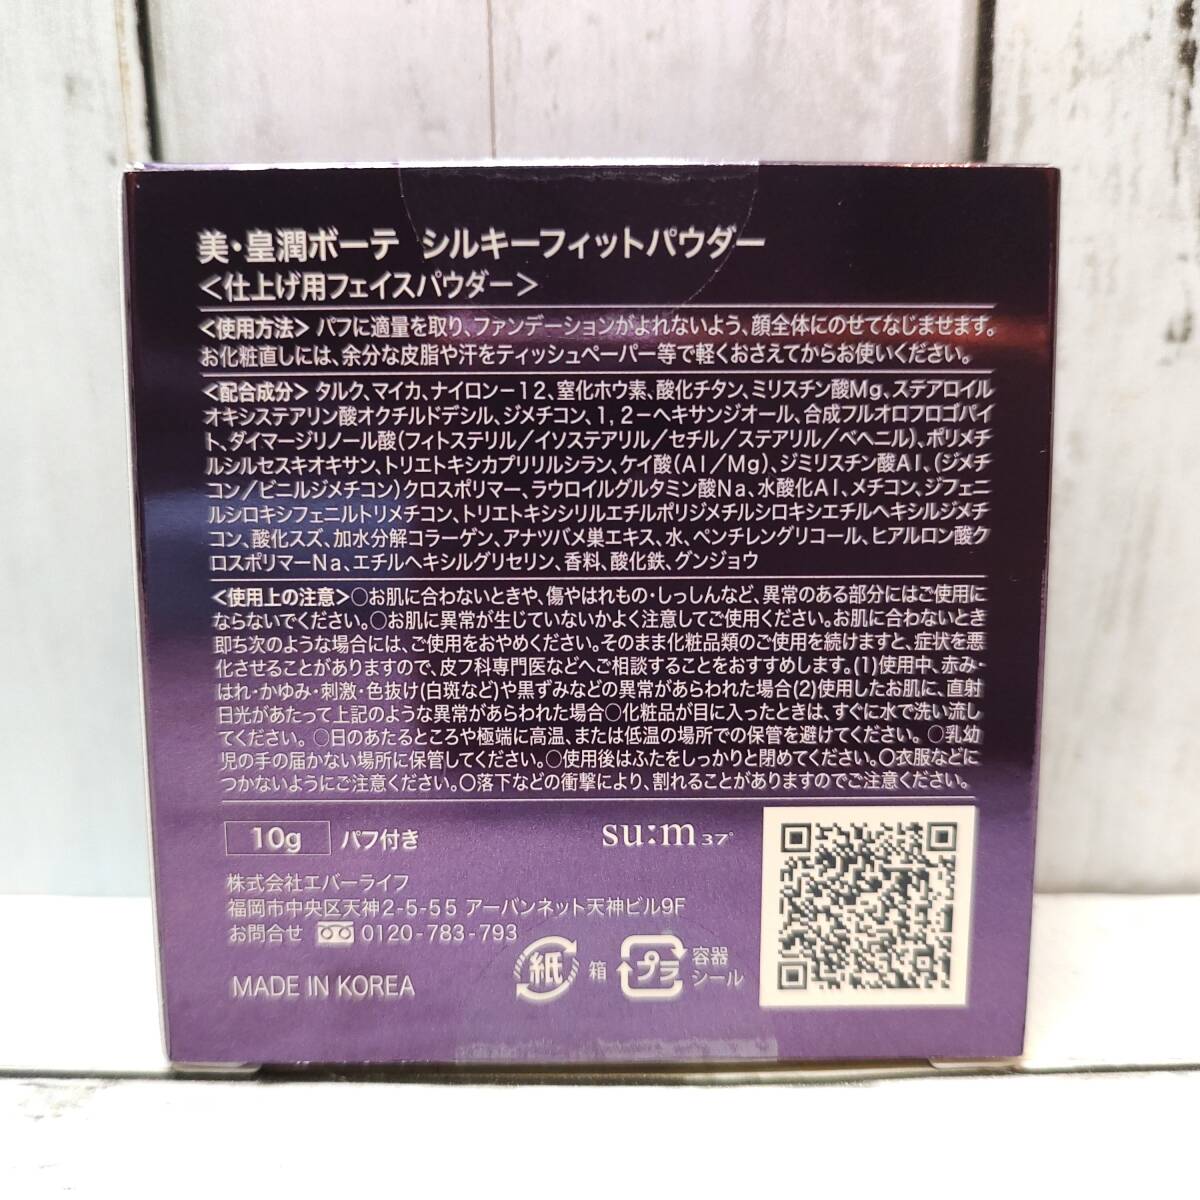 美・皇潤ボーテ シルキーフィットパウダー
＜仕上げ用フェイスパウダー＞
＜使用方法＞ パフに適量を取り、ファンデーションがよれないよう、顔全体にのせてなじませます。
お化粧直しには、余分な皮脂や汗をティッシュペーパー等で軽くおさえてからお使いください。
＜配合成分＞ タルク、マイカ、ナイロン－12、窒化ホウ素、酸化チタン、ミリスチン酸Mg、ステアロイル
オキシステアリン酸オクチルドデシル、ジメチコン、1,2－ヘキサンジオール、合成フルオロフロゴパイ
ト、ダイマージリノール酸（フィトステリル／イソステアリル／セチル／ステアリル／ベヘニル）、ポリメチ
ルシルセスキオキサン、トリエトキシカプリリルシラン、ケイ酸（Al／Mg）、ジミリスチン酸Al、（ジメチ
コン／ビニルジメチコン）クロスポリマー、ラウロイルグルタミン酸Na、水酸化Al、メチコン、ジフェニ
ルシロキシフェニルトリメチコン、トリエトキシシリルエチルポリジメチルシロキシエチルヘキシルジメチ
コン、酸化スズ、加水分解コラーゲン、アナツバメ巣エキス、水、ペンチレングリコール、ヒアルロン酸ク
ロスポリマーNa、エチルヘキシルグリセリン、香料、酸化鉄、グンジョウ
＜使用上の注意＞○お肌に合わないときや、傷やはれもの・しっしんなど、異常のある部分にはご使用に
ならないでください。○お肌に異常が生じていないかよく注意してご使用ください。お肌に合わないとき
即ち次のような場合には、ご使用をおやめください。そのまま化粧品類のご使用を続けますと、症状を悪
化させることがありますので、皮フ科専門医などへご相談することをおすすめします。(1)使用中、赤み・
はれ・かゆみ・刺激・色抜け(白斑など)や黒ずみなどの異常があらわれた場合(2)使用したお肌に、直射
日光があたって上記のような異常があらわれた場合○化粧品が目に入ったときは、すぐに水で洗い流し
てください。 ○日のあたるところや極端に高温、または低温の場所での保管を避けてください。 ○乳幼
児の手の届かない場所に保管してください。○使用後はふたをしっかりと閉めてください。○衣服などに
つかないようにご注意ください。○落下などの衝撃により、割れることがありますのでご注意ください。
10g パフ付き su:m37°
株式会社エバーライフ
福岡市中央区天神2-5-55 アーバンネット天神ビル9F
お問合せ 0120-783-793
紙 箱 プラ 容器
シール
MADE IN KOREA